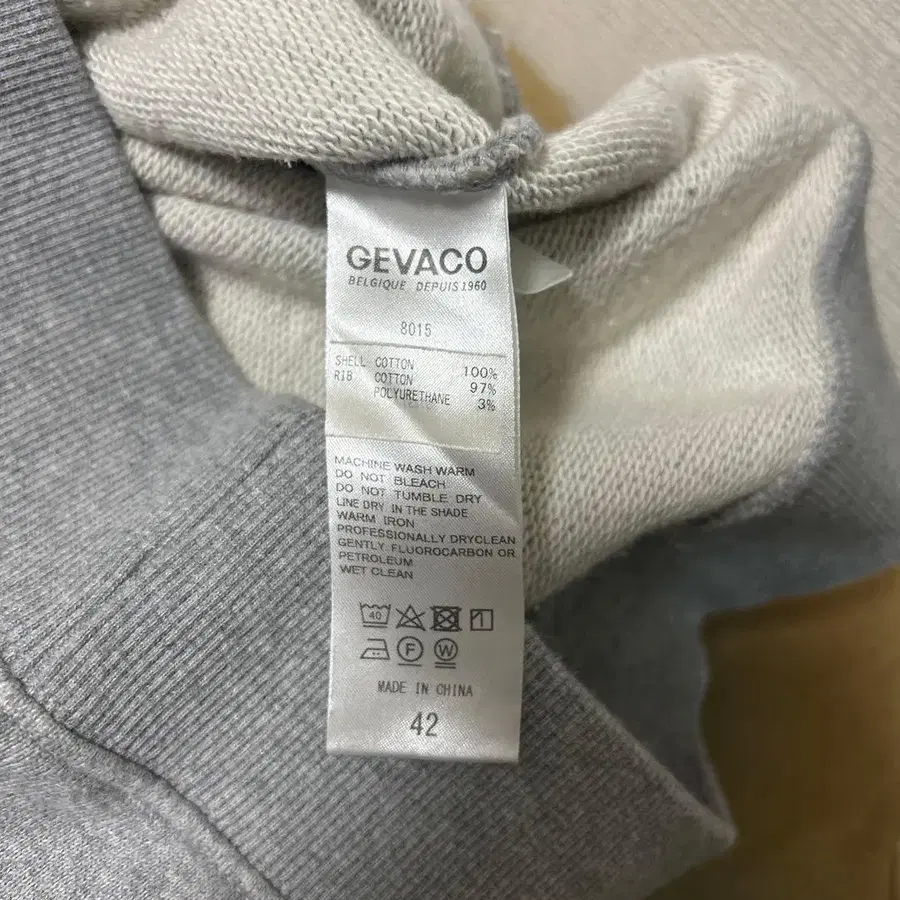 GEVACO
BELGIQUE DEPUIS 1960
8015
SHELL COTTON 100%
RIB COTTON 97%
POLYURETHANE 3%
MACHINE WASH WARM
DO NOT BLEACH
DO NOT TUMBLE DRY
LINE DRY IN THE SHADE
WARM IRON
PROFESSIONALLY DRYCLEAN
GENTLY FLUOROCARBON OR
PETROLEUM
WET CLEAN
40
F W
MADE IN CHINA
42